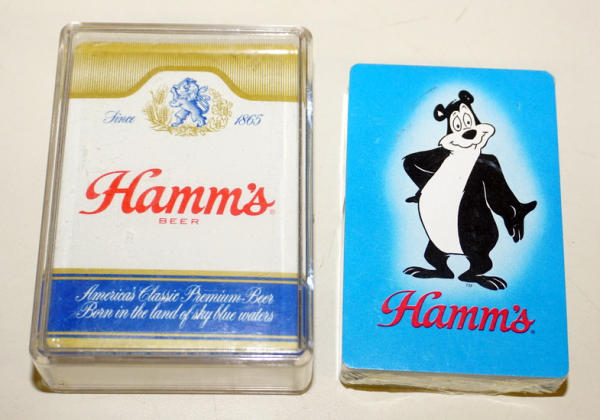 Since 1865
Hamm's®
BEER
America's Classic Premium Beer
Born in the land of sky blue waters
TM
Hamm's®